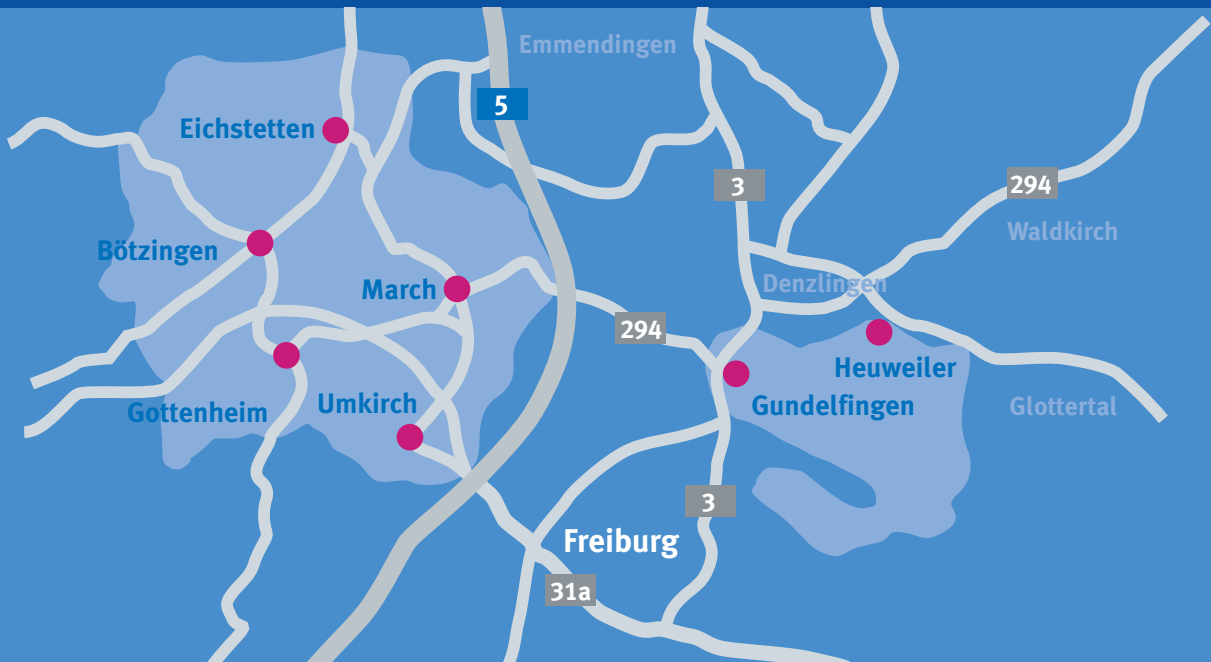 Emmendingen
5
Eichstetten
3
294
Waldkirch
Bötzingen
March
Denzlingen
294
Heuweiler
Gottenheim
Umkirch
Gundelfingen
Glottertal
3
Freiburg
31a